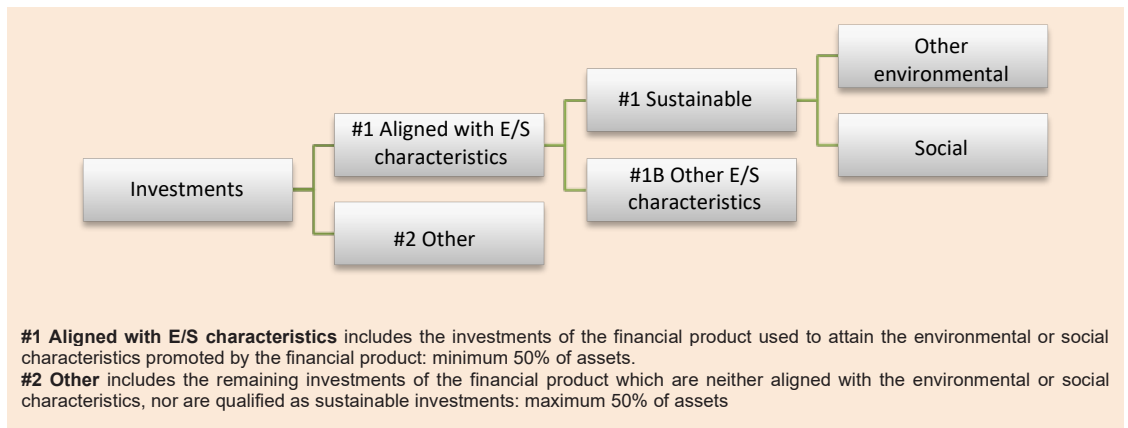 Other
environmental
#1 Sustainable
#1 Aligned with E/S
characteristics
Social
Investments
#1B Other E/S
characteristics
#2 Other
#1 Aligned with E/S characteristics includes the investments of the financial product used to attain the environmental or social
characteristics promoted by the financial product: minimum 50% of assets.
#2 Other includes the remaining investments of the financial product which are neither aligned with the environmental or social
characteristics, nor are qualified as sustainable investments: maximum 50% of assets